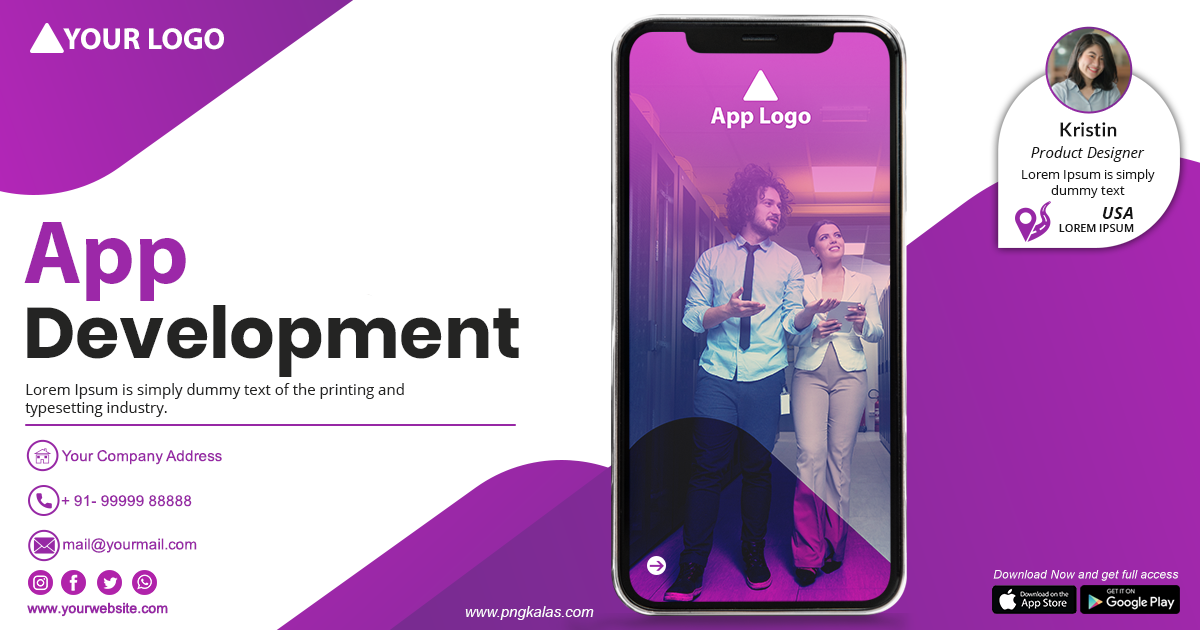 YOUR LOGO
App
Development
Lorem Ipsum is simply dummy text of the printing and
typesetting industry.
Your Company Address
+ 91- 99999 88888
mail@yourmail.com
www.yourwebsite.com
www.pngkalas.com
App Logo
Kristin
Product Designer
Lorem Ipsum is simply
dummy text
USA
LOREM IPSUM
Download Now and get full access
Download on the
App Store
GET IT ON
Google Play